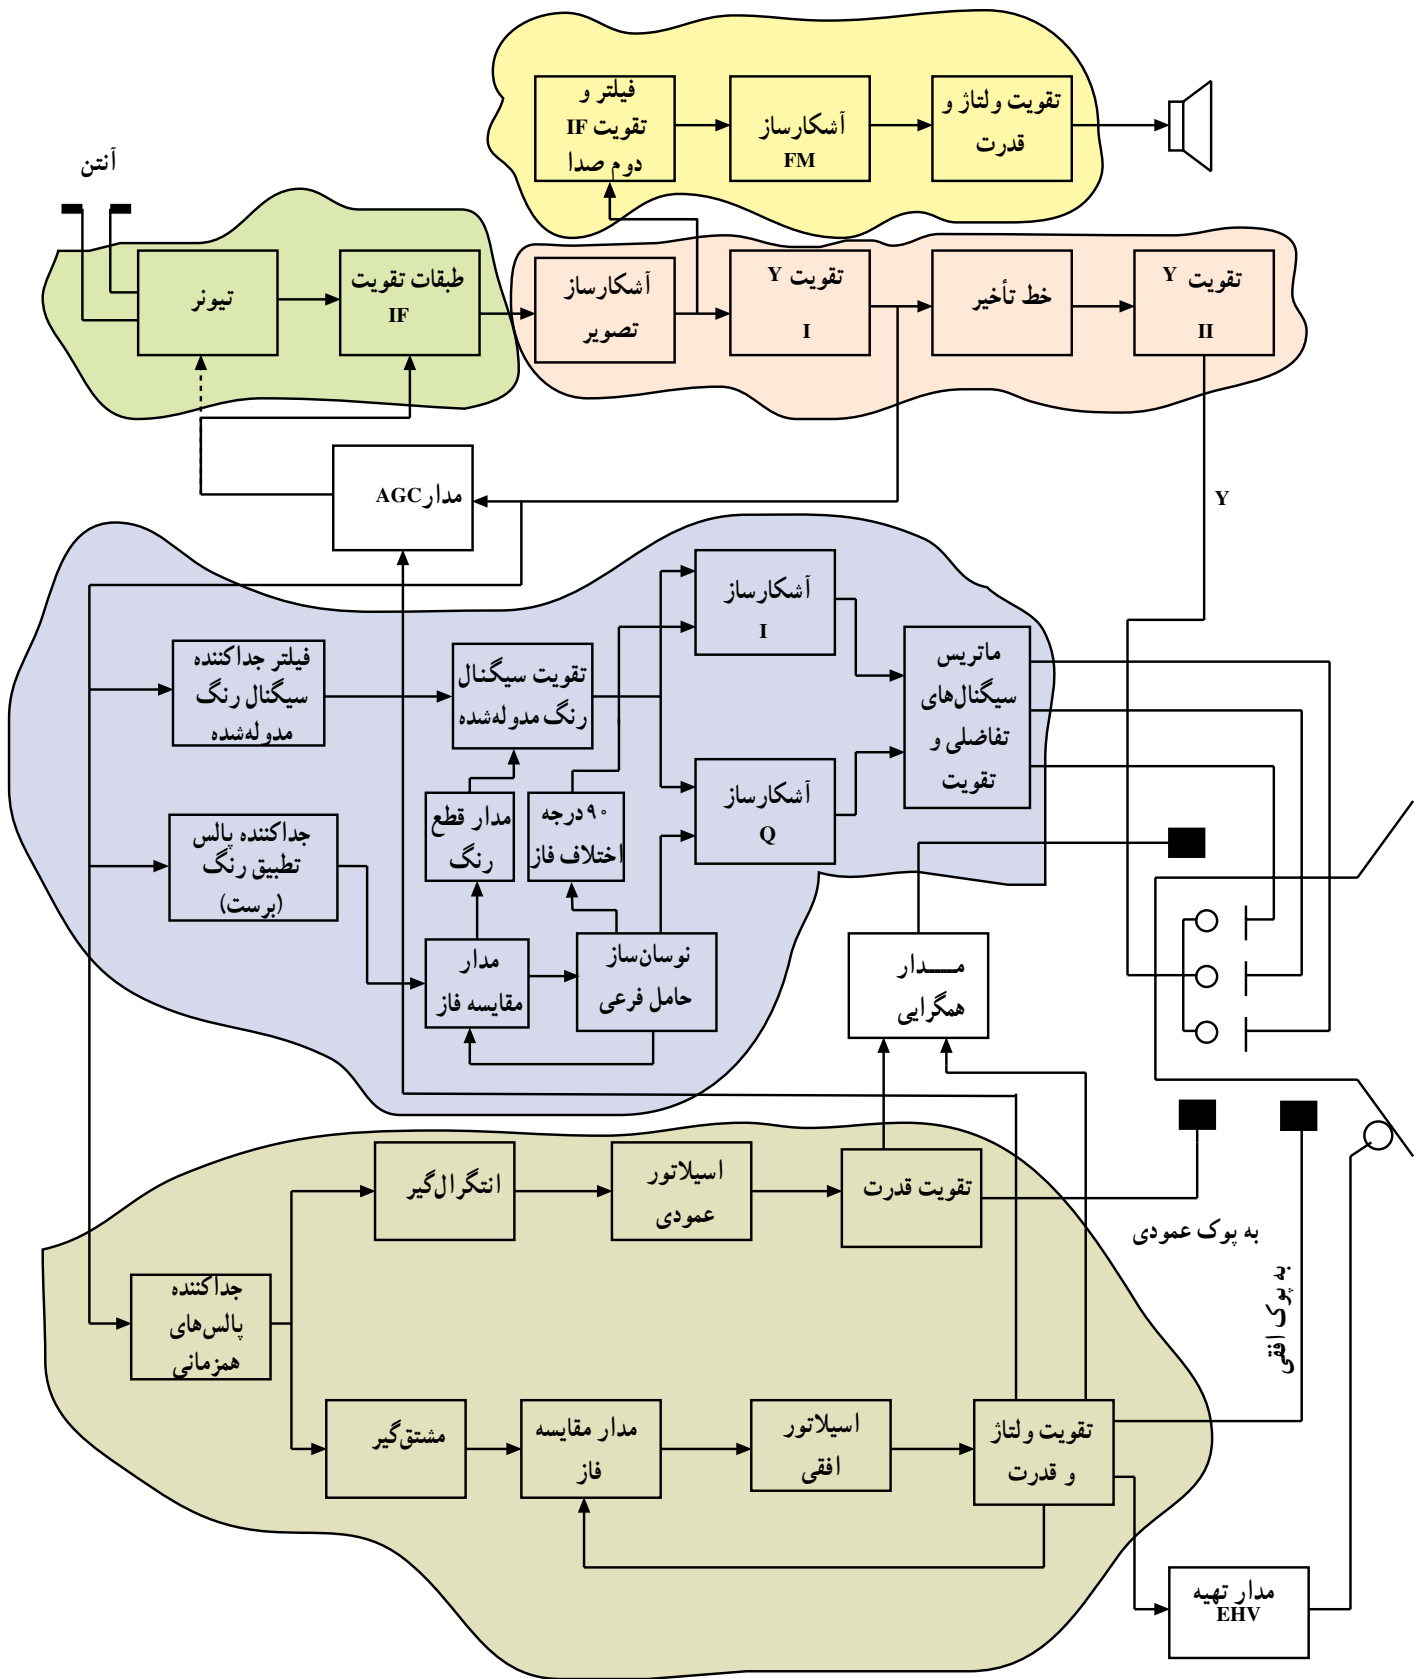 فیلتر و
تقویت IF
دوم صدا
آشکارساز
FM
تقویت ولتاژ و
قدرت
آنتن
تیونر
طبقات تقویت
IF
آشکارساز
تصویر
تقویت Y
I
خط تأخیر
تقویت Y
II
مدار AGC
Y
فیلتر جداکننده
سیگنال رنگ
مدوله‌شده
تقویت سیگنال
رنگ مدوله‌شده
آشکارساز
I
ماتریس
سیگنال‌های
تفاضلی و
تقویت
جداکننده پالس
تطبیق رنگ
(برست)
مدار قطع
رنگ
۹۰ درجه
اختلاف فاز
آشکارساز
Q
مدار
مقایسه فاز
نوسان‌ساز
حامل فرعی
مــــدار
همگرایی
انتگرال‌گیر
اسیلاتور
عمودی
تقویت قدرت
به یوک عمودی
به یوک افقی
جداکننده
پالس‌های
همزمانی
مشتق‌گیر
مدار مقایسه
فاز
اسیلاتور
افقی
تقویت ولتاژ
و قدرت
مدار تهیه
EHV